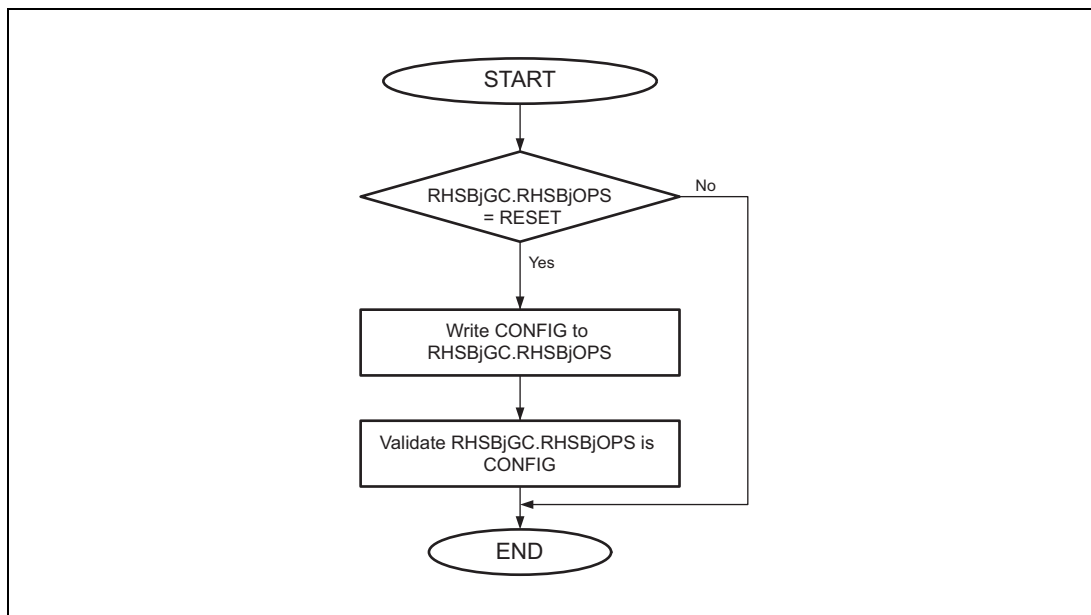 START
RHSBjGC.RHSBjOPS
= RESET
No
Yes
Write CONFIG to
RHSBjGC.RHSBjOPS
Validate RHSBjGC.RHSBjOPS is
CONFIG
END